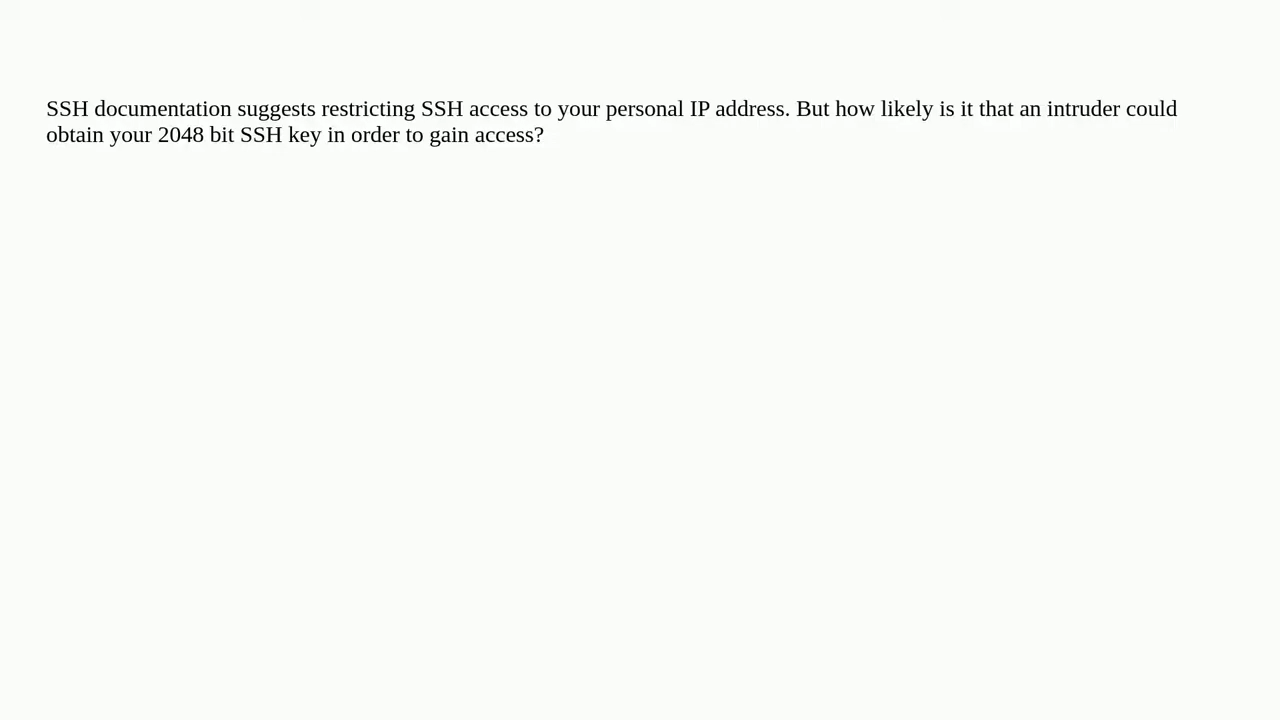 SSH documentation suggests restricting SSH access to your personal IP address. But how likely is it that an intruder could
obtain your 2048 bit SSH key in order to gain access?